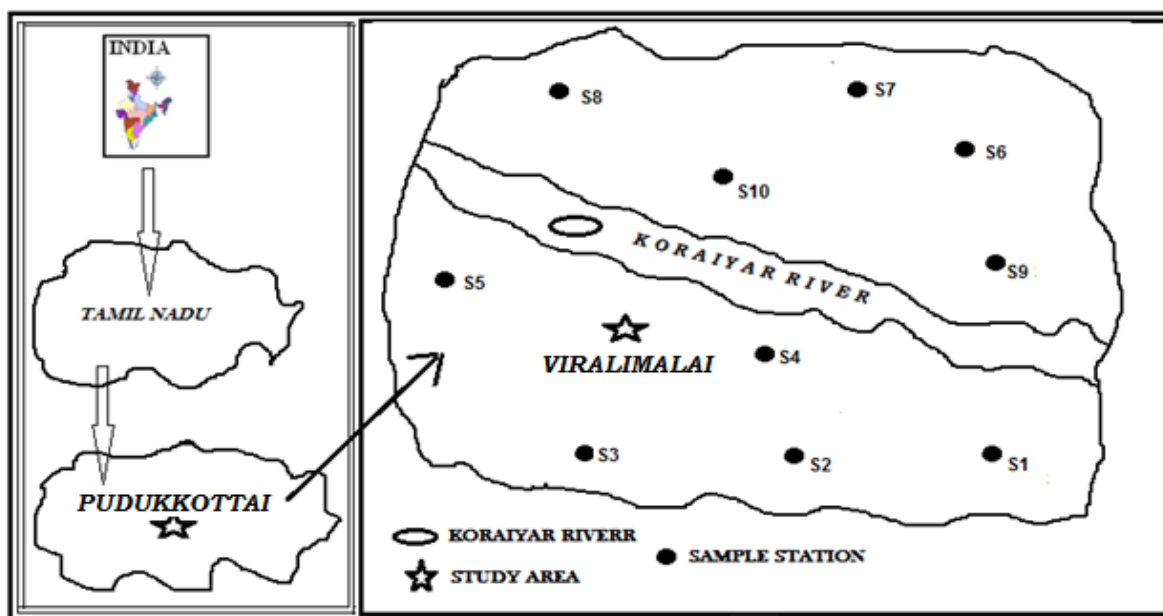 INDIA
TAMIL NADU
PUDUKKOTTAI
S8
S7
S6
S10
KORAIYAR RIVER
S9
S5
VIRALIMALAI
S4
S3
S2
S1
KORAIYAR RIVERR
SAMPLE STATION
STUDY AREA